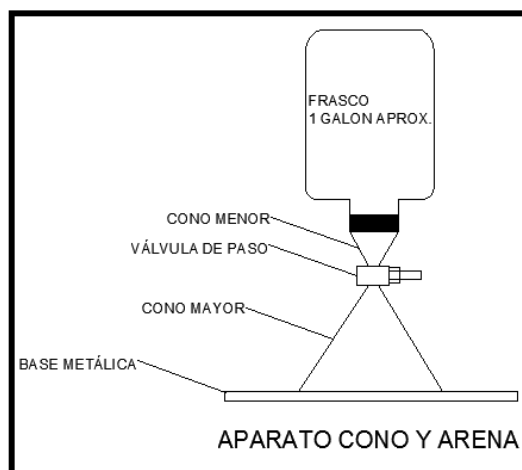 FRASCO
1 GALON APROX.
CONO MENOR
VÁLVULA DE PASO
CONO MAYOR
BASE METÁLICA
APARATO CONO Y ARENA